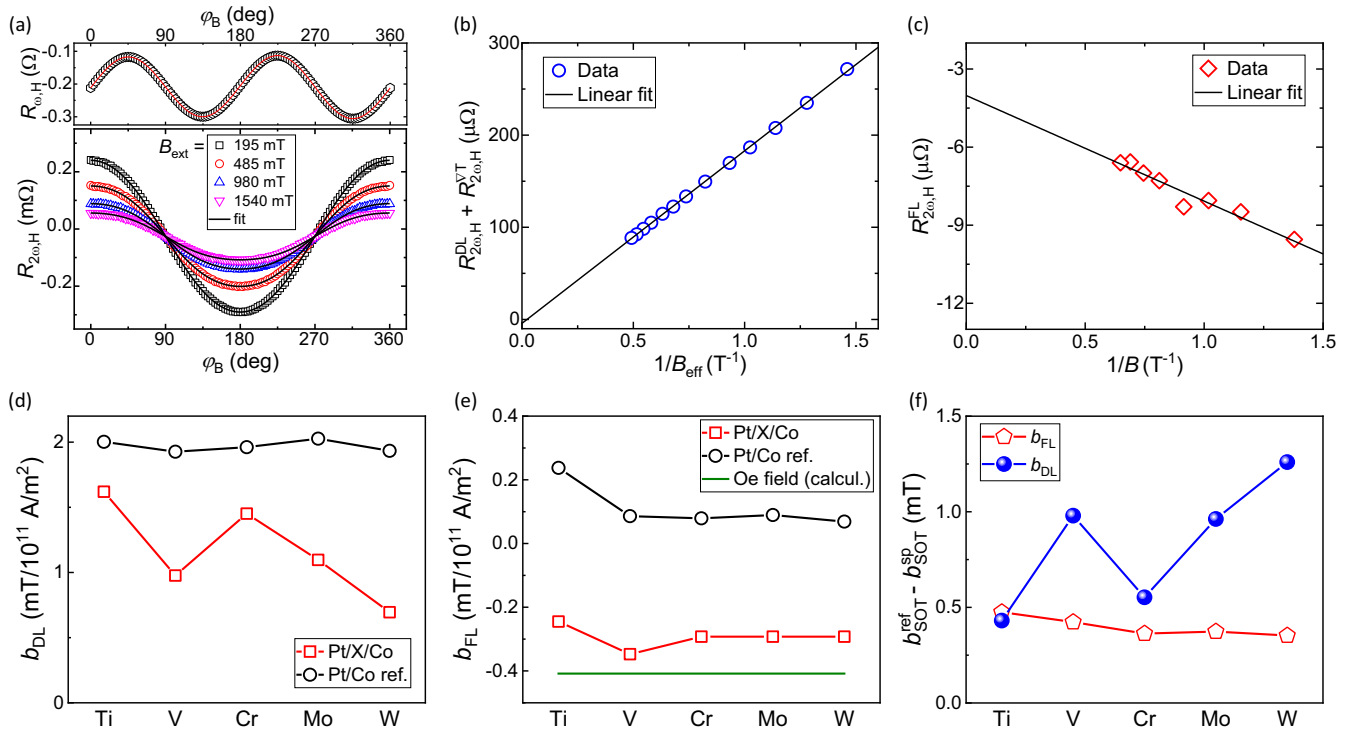 (a)
φB (deg)
0 90 180 270 360
-0.1
-0.2
-0.3
Rω,H (Ω)
Bext =
195 mT
485 mT
980 mT
1540 mT
fit
0.2
0.0
-0.2
R2ω,H (mΩ)
0 90 180 270 360
φB (deg)
(b)
Data
Linear fit
300
200
100
0
R2ω,H^DL + R2ω,H^∇T (μΩ)
0.0 0.5 1.0 1.5
1/Beff (T⁻¹)
(c)
Data
Linear fit
-3
-6
-9
-12
R2ω,H^FL (μΩ)
0.5 1.0 1.5
1/B (T⁻¹)
(d)
2
1
0
bDL (mT/10¹¹ A/m²)
Pt/X/Co
Pt/Co ref.
Ti V Cr Mo W
(e)
Pt/X/Co
Pt/Co ref.
Oe field (calcul.)
0.4
0.2
0.0
-0.2
-0.4
bFL (mT/10¹¹ A/m²)
Ti V Cr Mo W
(f)
bFL
bDL
1.5
1.0
0.5
0.0
bSOT^ref - bSOT^sp (mT)
Ti V Cr Mo W